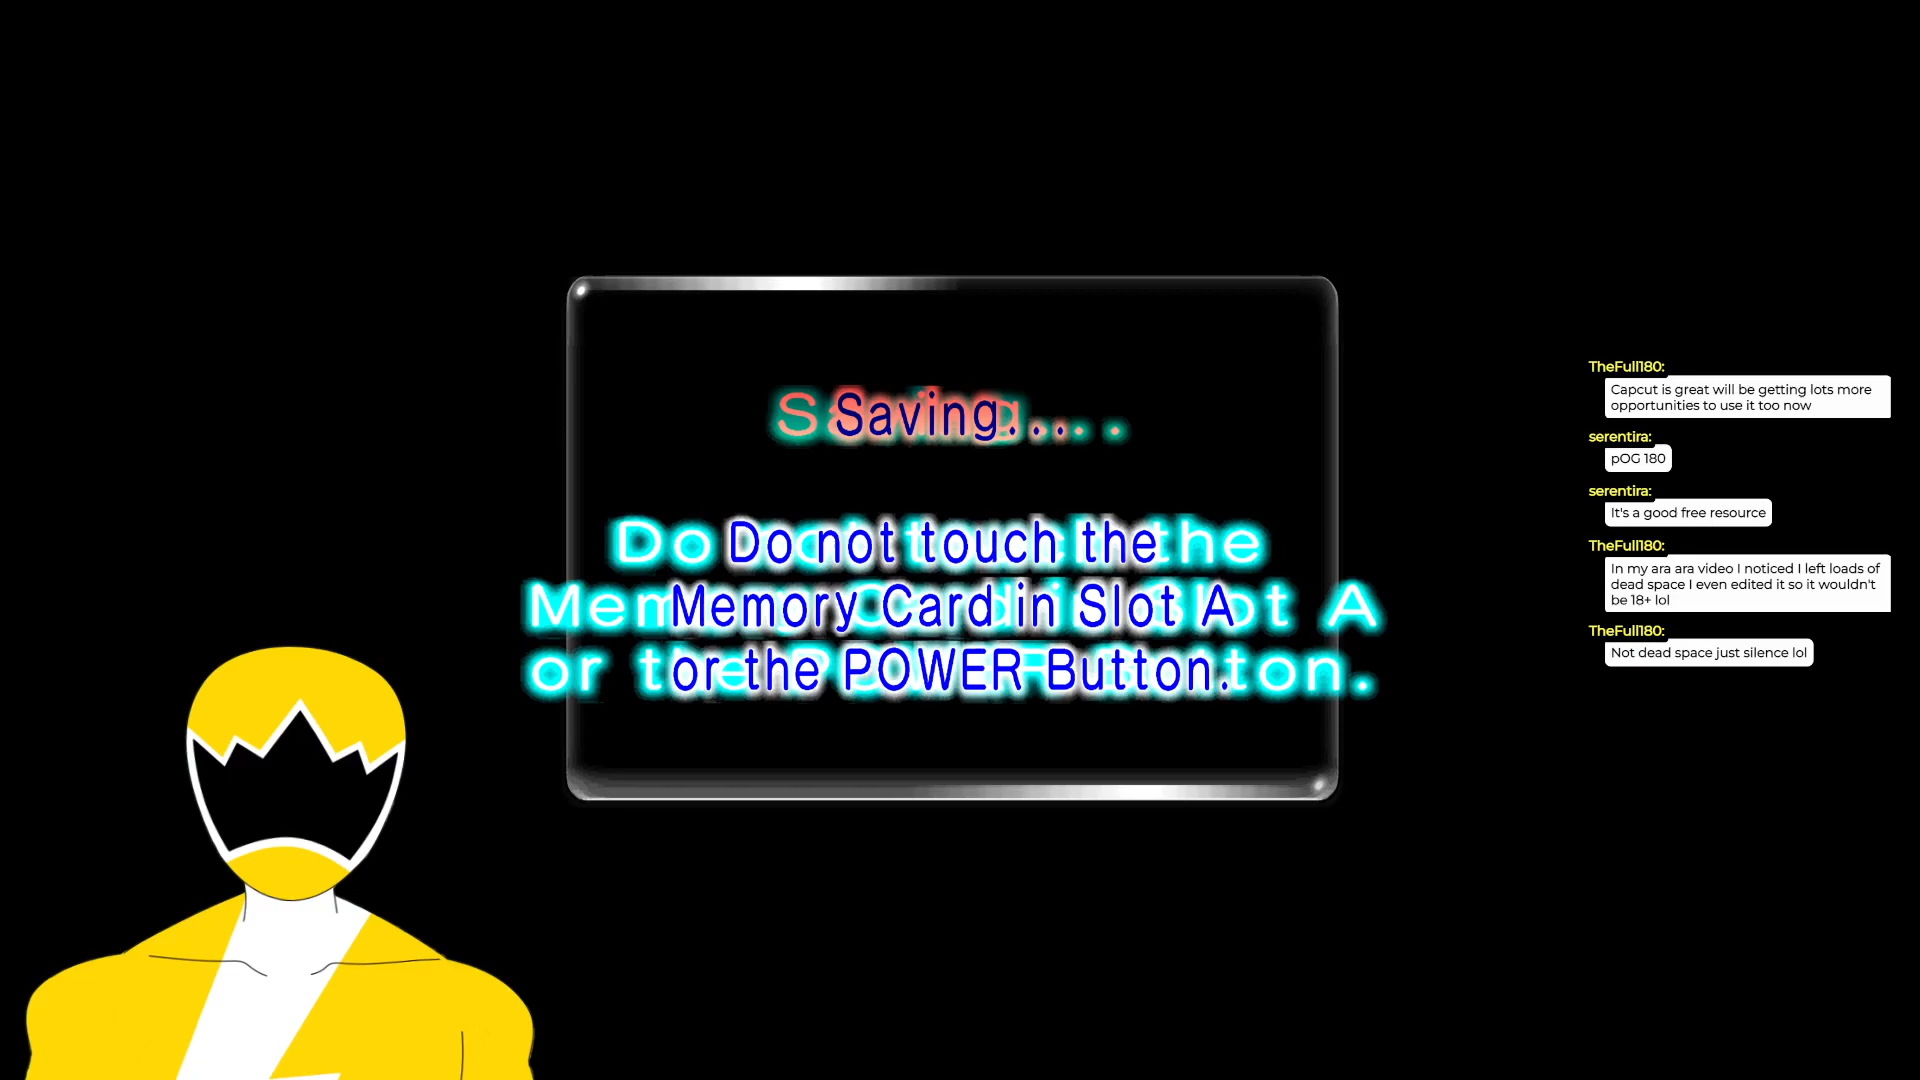 Saving. . .
Do not touch the
Memory Card in Slot A
or the POWER Button.
TheFull180:
Capcut is great will be getting lots more
opportunities to use it too now
serentira:
pOG 180
serentira:
It's a good free resource
TheFull180:
In my ara ara video I noticed I left loads of
dead space I even edited it so it wouldn't
be 18+ lol
TheFull180:
Not dead space just silence lol